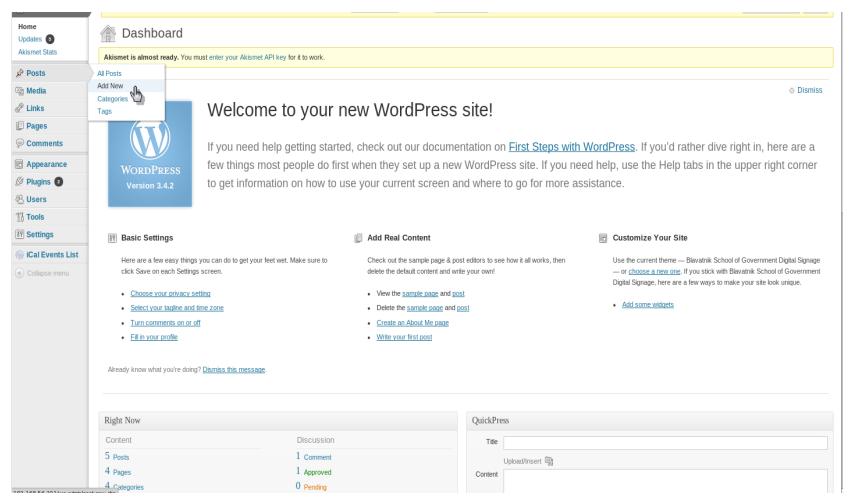 Home
Updates 5
Akismet Stats
Posts
Media
Links
Pages
Comments
Appearance
Plugins
Users
Tools
Settings
iCal Events List
Collapse menu
All Posts
Add New
Categories
Tags
Dashboard
Akismet is almost ready. You must enter your Akismet API key for it to work.
Dismiss
WORDPRESS
Version 3.4.2
Welcome to your new WordPress site!
If you need help getting started, check out our documentation on First Steps with WordPress. If you'd rather dive right in, here are a
few things most people do first when they set up a new WordPress site. If you need help, use the Help tabs in the upper right corner
to get information on how to use your current screen and where to go for more assistance.
Basic Settings
Here are a few easy things you can do to get your feet wet. Make sure to
click Save on each Settings screen.
• Choose your privacy setting
• Select your tagline and time zone
• Turn comments on or off
• Fill in your profile
Add Real Content
Check out the sample page & post editors to see how it all works, then
delete the default content and write your own!
• View the sample page and post
• Delete the sample page and post
• Create an About Me page
• Write your first post
Customize Your Site
Use the current theme — Blavatnik School of Government Digital Signage
— or choose a new one. If you stick with Blavatnik School of Government
Digital Signage, here are a few ways to make your site look unique.
• Add some widgets
Already know what you're doing? Dismiss this message.
Right Now
Content
5 Posts
4 Pages
4 Categories
Discussion
1 Comment
1 Approved
0 Pending
QuickPress
Title
Upload/Insert
Content